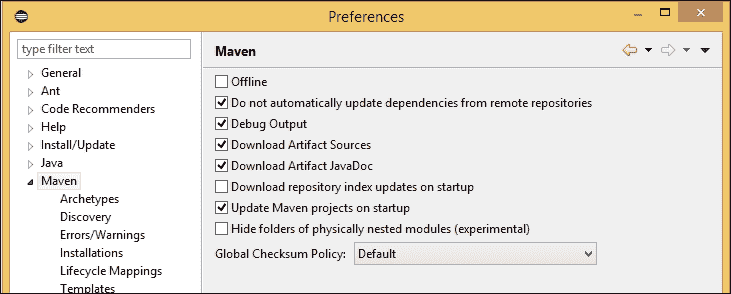 Preferences
type filter text
General
Ant
Code Recommenders
Help
Install/Update
Java
Maven
Archetypes
Discovery
Errors/Warnings
Installations
Lifecycle Mappings
Templates
Maven
Offline
Do not automatically update dependencies from remote repositories
Debug Output
Download Artifact Sources
Download Artifact JavaDoc
Download repository index updates on startup
Update Maven projects on startup
Hide folders of physically nested modules (experimental)
Global Checksum Policy: Default